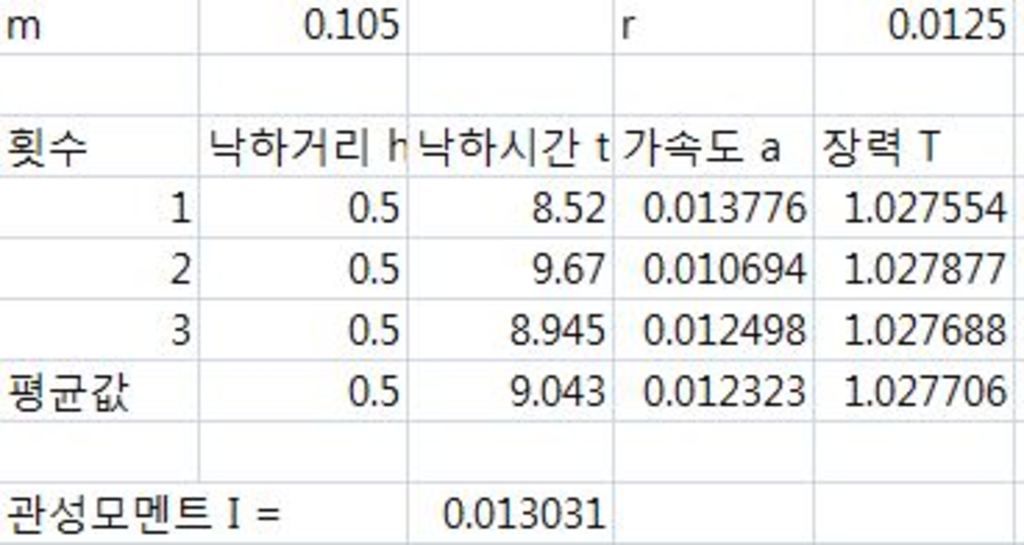 m 0.105 r 0.0125
횟수 낙하거리 h 낙하시간 t 가속도 a 장력 T
1 0.5 8.52 0.013776 1.027554
2 0.5 9.67 0.010694 1.027877
3 0.5 8.945 0.012498 1.027688
평균값 0.5 9.043 0.012323 1.027706
관성모멘트 I = 0.013031